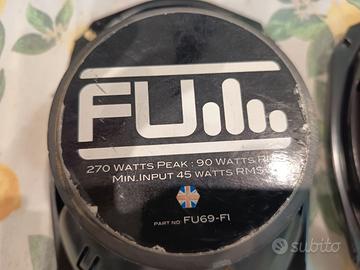 FU
270 WATTS PEAK : 90 WATTS
MIN.INPUT 45 WATTS RMS
PART NO FU69-F1
subito